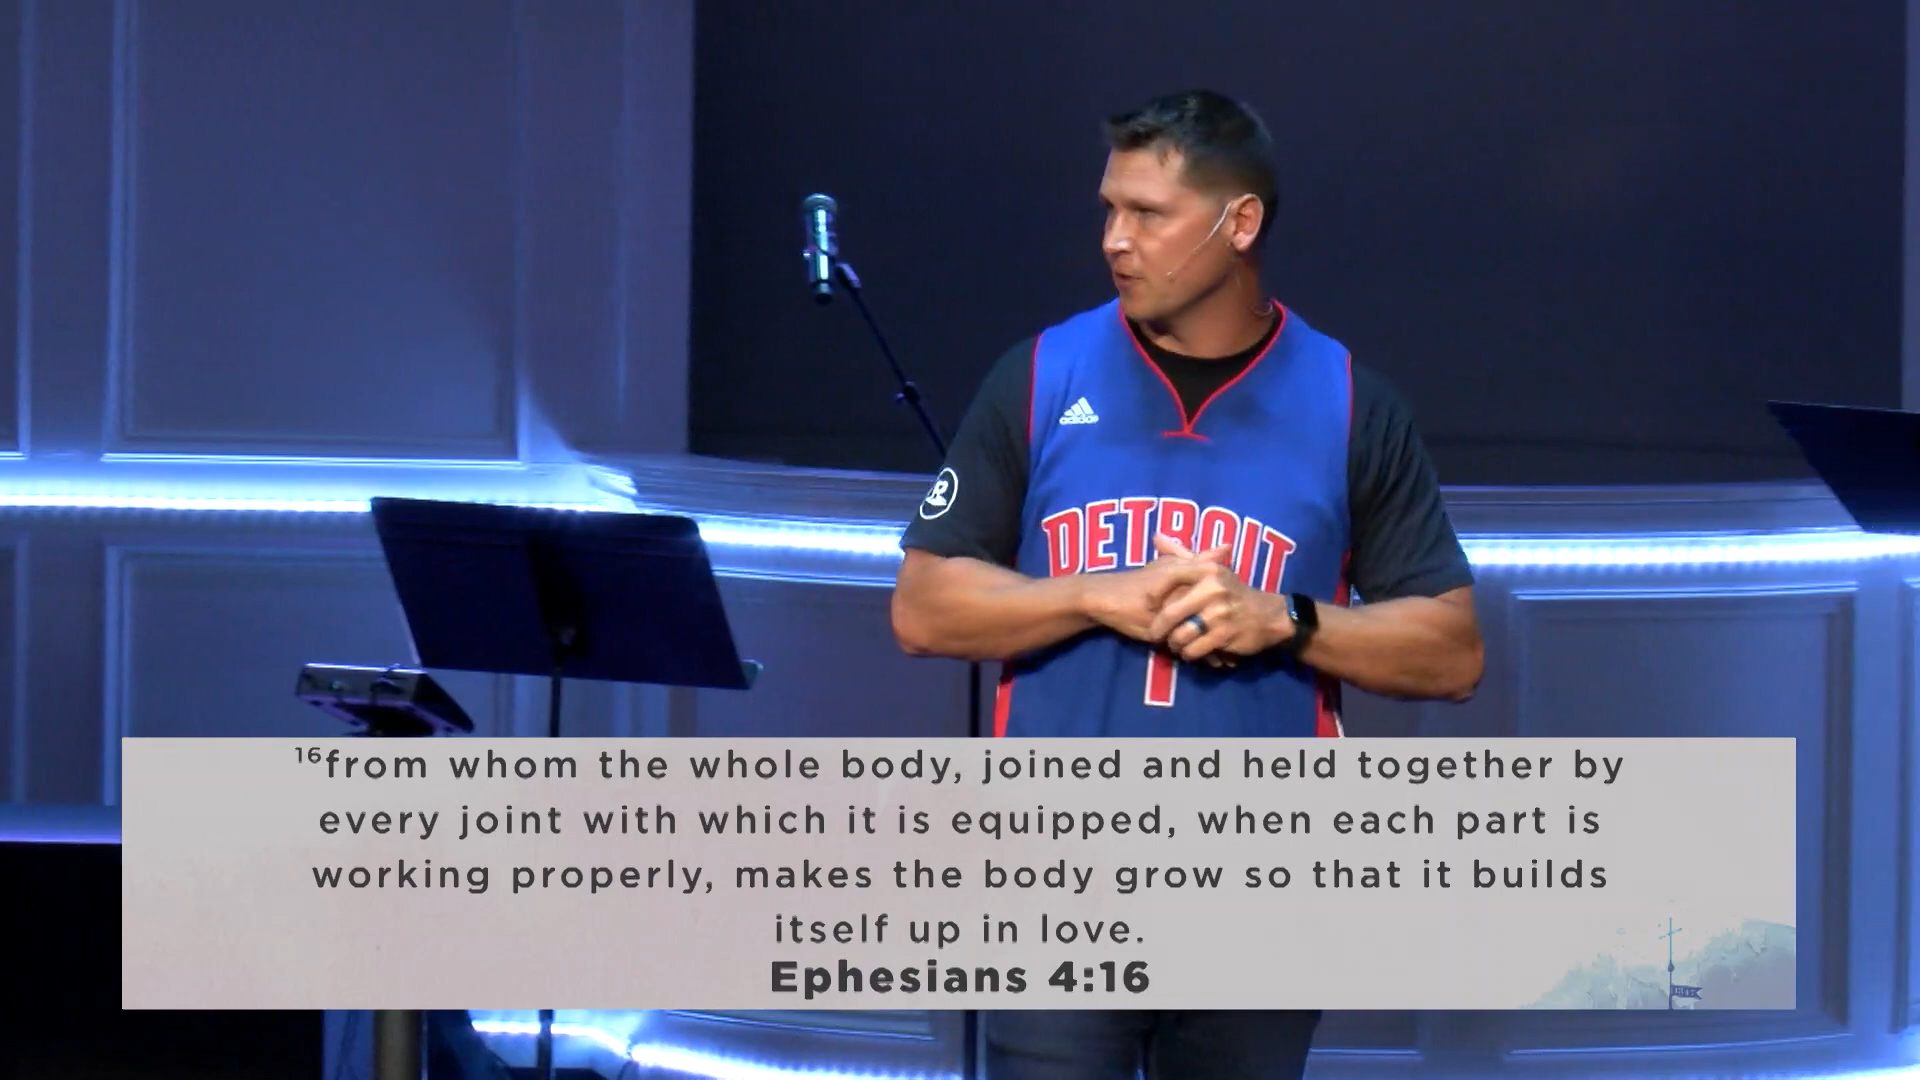 adidas
R
DETROIT
1
16from whom the whole body, joined and held together by
every joint with which it is equipped, when each part is
working properly, makes the body grow so that it builds
itself up in love.
Ephesians 4:16